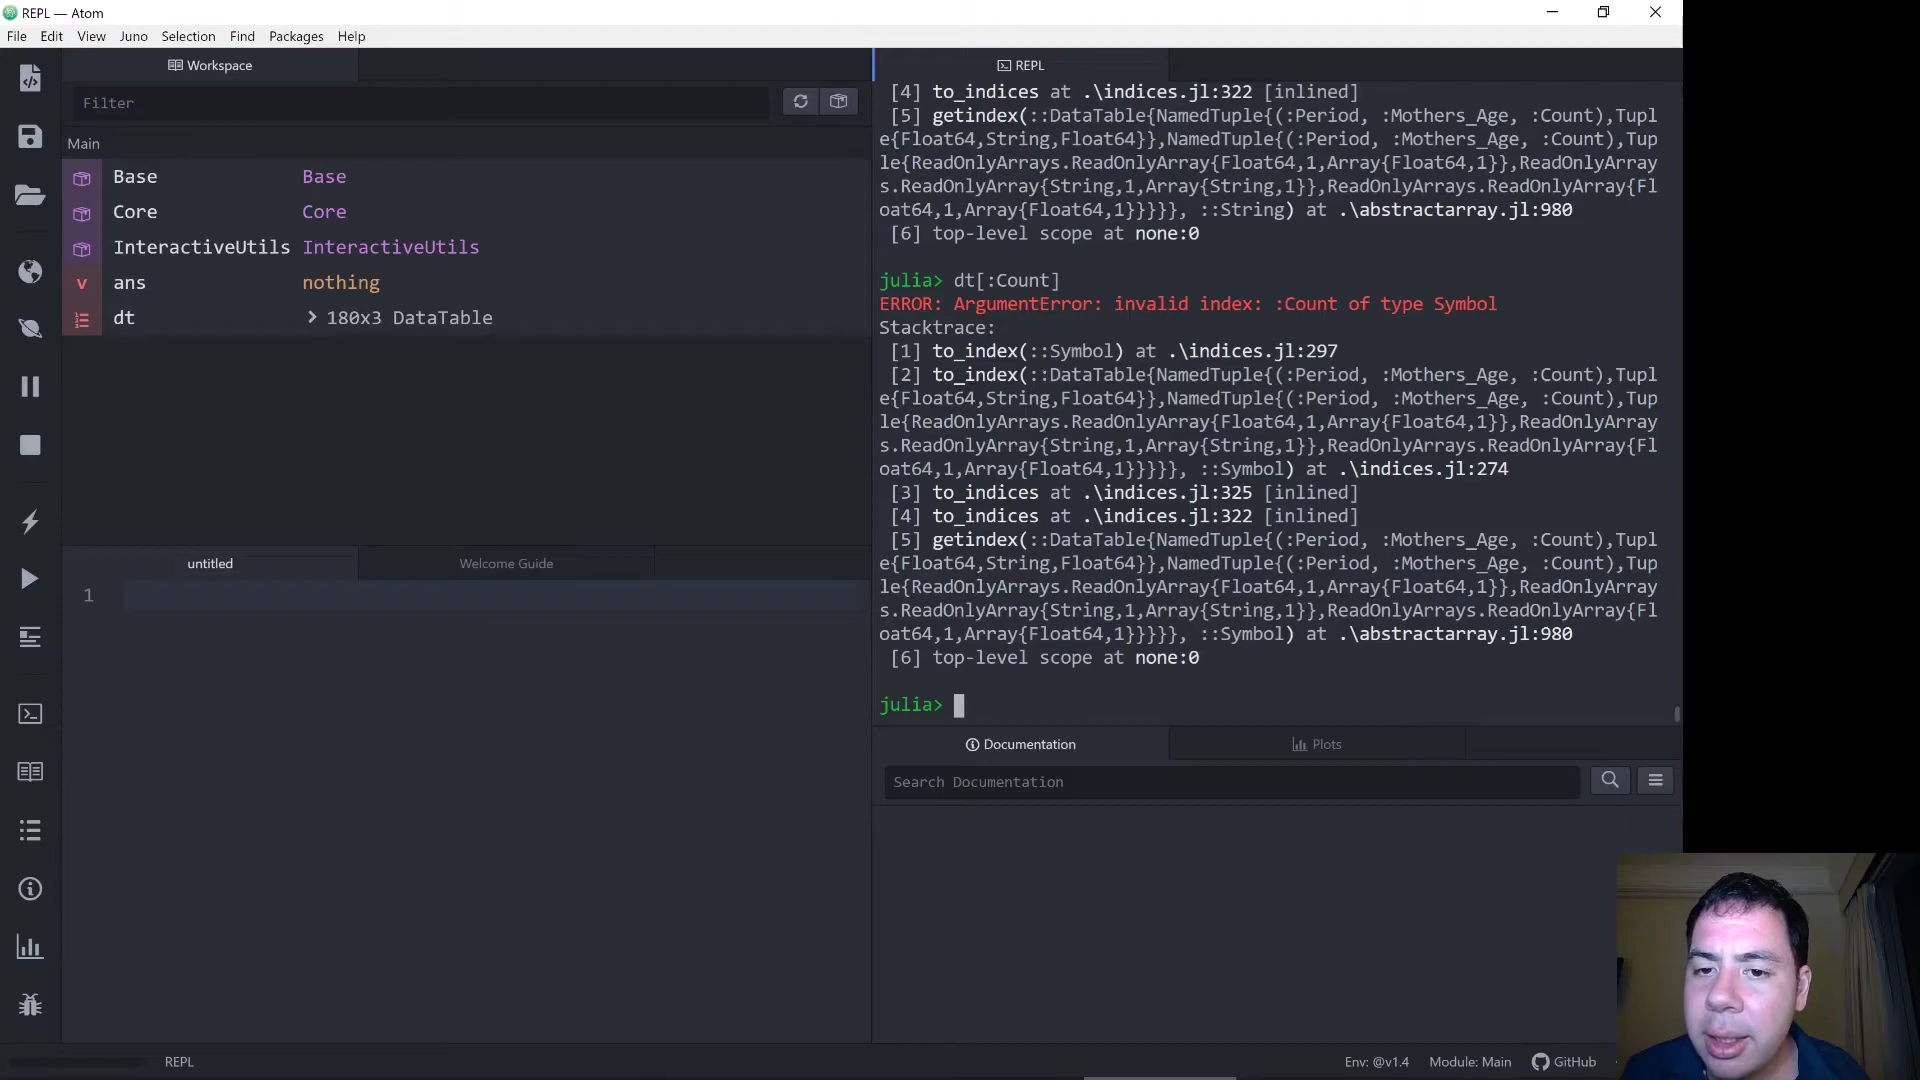 REPL — Atom
File Edit View Juno Selection Find Packages Help
Workspace
Filter
Main
Base Base
Core Core
InteractiveUtils InteractiveUtils
v ans nothing
dt > 180x3 DataTable
untitled Welcome Guide
1
REPL
[4] to_indices at .\indices.jl:322 [inlined]
[5] getindex(::DataTable{NamedTuple{(:Period, :Mothers_Age, :Count),Tupl
e{Float64,String,Float64}},NamedTuple{(:Period, :Mothers_Age, :Count),Tup
le{ReadOnlyArrays.ReadOnlyArray{Float64,1,Array{Float64,1}},ReadOnlyArray
s.ReadOnlyArray{String,1,Array{String,1}},ReadOnlyArrays.ReadOnlyArray{Fl
oat64,1,Array{Float64,1}}}}}, ::String) at .\abstractarray.jl:980
[6] top-level scope at none:0
julia> dt[:Count]
ERROR: ArgumentError: invalid index: :Count of type Symbol
Stacktrace:
[1] to_index(::Symbol) at .\indices.jl:297
[2] to_index(::DataTable{NamedTuple{(:Period, :Mothers_Age, :Count),Tupl
e{Float64,String,Float64}},NamedTuple{(:Period, :Mothers_Age, :Count),Tup
le{ReadOnlyArrays.ReadOnlyArray{Float64,1,Array{Float64,1}},ReadOnlyArray
s.ReadOnlyArray{String,1,Array{String,1}},ReadOnlyArrays.ReadOnlyArray{Fl
oat64,1,Array{Float64,1}}}}}, ::Symbol) at .\indices.jl:274
[3] to_indices at .\indices.jl:325 [inlined]
[4] to_indices at .\indices.jl:322 [inlined]
[5] getindex(::DataTable{NamedTuple{(:Period, :Mothers_Age, :Count),Tupl
e{Float64,String,Float64}},NamedTuple{(:Period, :Mothers_Age, :Count),Tup
le{ReadOnlyArrays.ReadOnlyArray{Float64,1,Array{Float64,1}},ReadOnlyArray
s.ReadOnlyArray{String,1,Array{String,1}},ReadOnlyArrays.ReadOnlyArray{Fl
oat64,1,Array{Float64,1}}}}}, ::Symbol) at .\abstractarray.jl:980
[6] top-level scope at none:0
julia>
Documentation Plots
Search Documentation
REPL Env: @v1.4 Module: Main GitHub